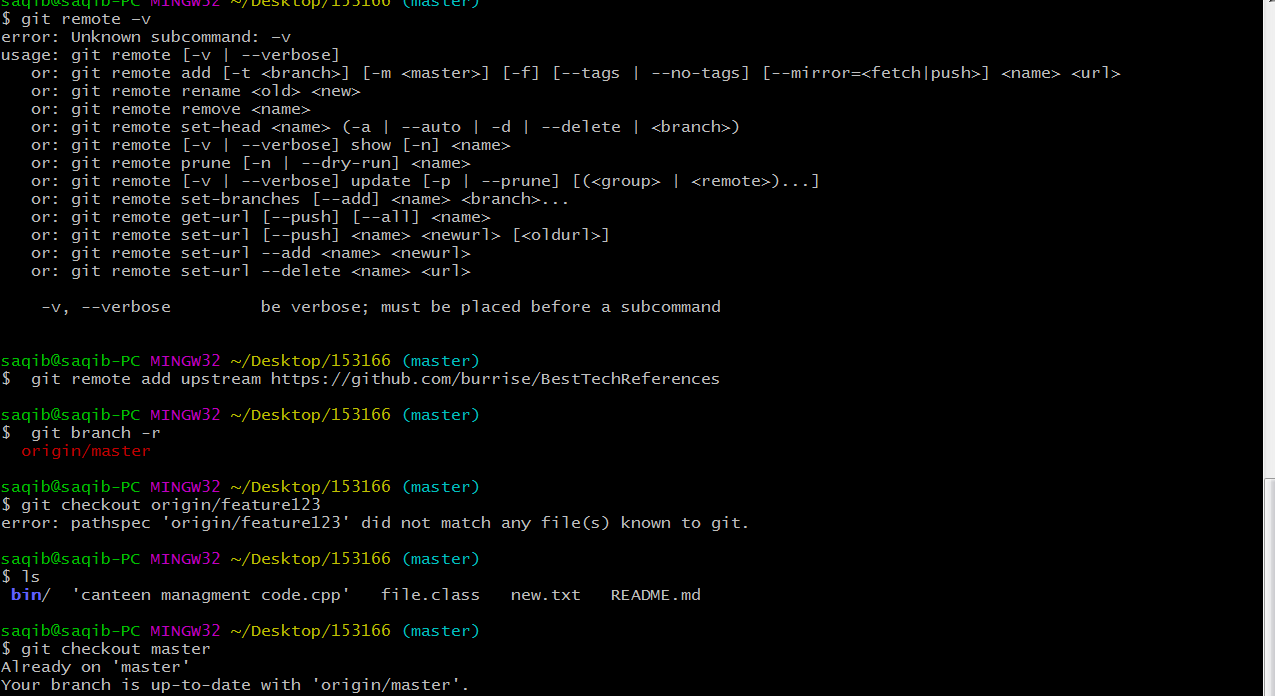 saqib@saqib-PC MINGW32 ~/Desktop/153166 (master)
$ git remote –v
error: Unknown subcommand: –v
usage: git remote [-v | --verbose]
   or: git remote add [-t <branch>] [-m <master>] [-f] [--tags | --no-tags] [--mirror=<fetch|push>] <name> <url>
   or: git remote rename <old> <new>
   or: git remote remove <name>
   or: git remote set-head <name> (-a | --auto | -d | --delete | <branch>)
   or: git remote [-v | --verbose] show [-n] <name>
   or: git remote prune [-n | --dry-run] <name>
   or: git remote [-v | --verbose] update [-p | --prune] [(<group> | <remote>)...]
   or: git remote set-branches [--add] <name> <branch>...
   or: git remote get-url [--push] [--all] <name>
   or: git remote set-url [--push] <name> <newurl> [<oldurl>]
   or: git remote set-url --add <name> <newurl>
   or: git remote set-url --delete <name> <url>

    -v, --verbose         be verbose; must be placed before a subcommand


saqib@saqib-PC MINGW32 ~/Desktop/153166 (master)
$  git remote add upstream https://github.com/burrise/BestTechReferences

saqib@saqib-PC MINGW32 ~/Desktop/153166 (master)
$  git branch -r
  origin/master

saqib@saqib-PC MINGW32 ~/Desktop/153166 (master)
$ git checkout origin/feature123
error: pathspec 'origin/feature123' did not match any file(s) known to git.

saqib@saqib-PC MINGW32 ~/Desktop/153166 (master)
$ ls
 bin/  'canteen managment code.cpp'   file.class   new.txt   README.md

saqib@saqib-PC MINGW32 ~/Desktop/153166 (master)
$ git checkout master
Already on 'master'
Your branch is up-to-date with 'origin/master'.